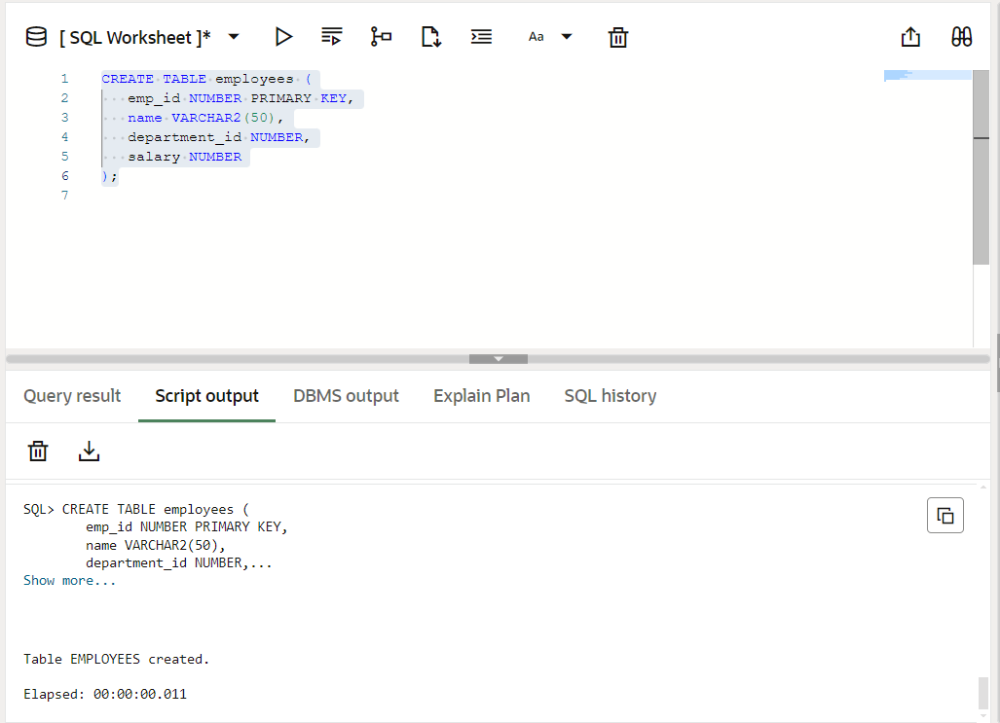 [ SQL Worksheet ]*
Aa
1 CREATE TABLE employees (
2 emp_id NUMBER PRIMARY KEY,
3 name VARCHAR2(50),
4 department_id NUMBER,
5 salary NUMBER
6 );
7
Query result Script output DBMS output Explain Plan SQL history
SQL> CREATE TABLE employees (
emp_id NUMBER PRIMARY KEY,
name VARCHAR2(50),
department_id NUMBER,...
Show more...
Table EMPLOYEES created.
Elapsed: 00:00:00.011